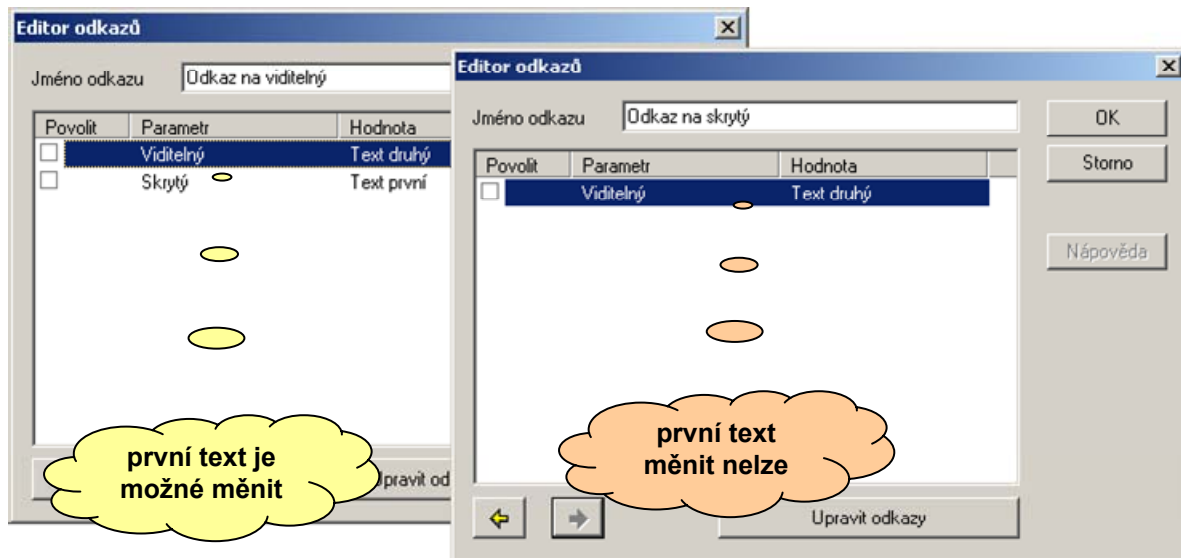 Editor odkazů
Jméno odkazu
Odkaz na viditelný
Povolit Parametr Hodnota
Viditelný Text druhý
Skrytý Text první
první text je
možné měnit
Editor odkazů
Jméno odkazu
Odkaz na skrytý
OK
Storno
Nápověda
Povolit Parametr Hodnota
Viditelný Text druhý
první text
měnit nelze
Upravit odkazy